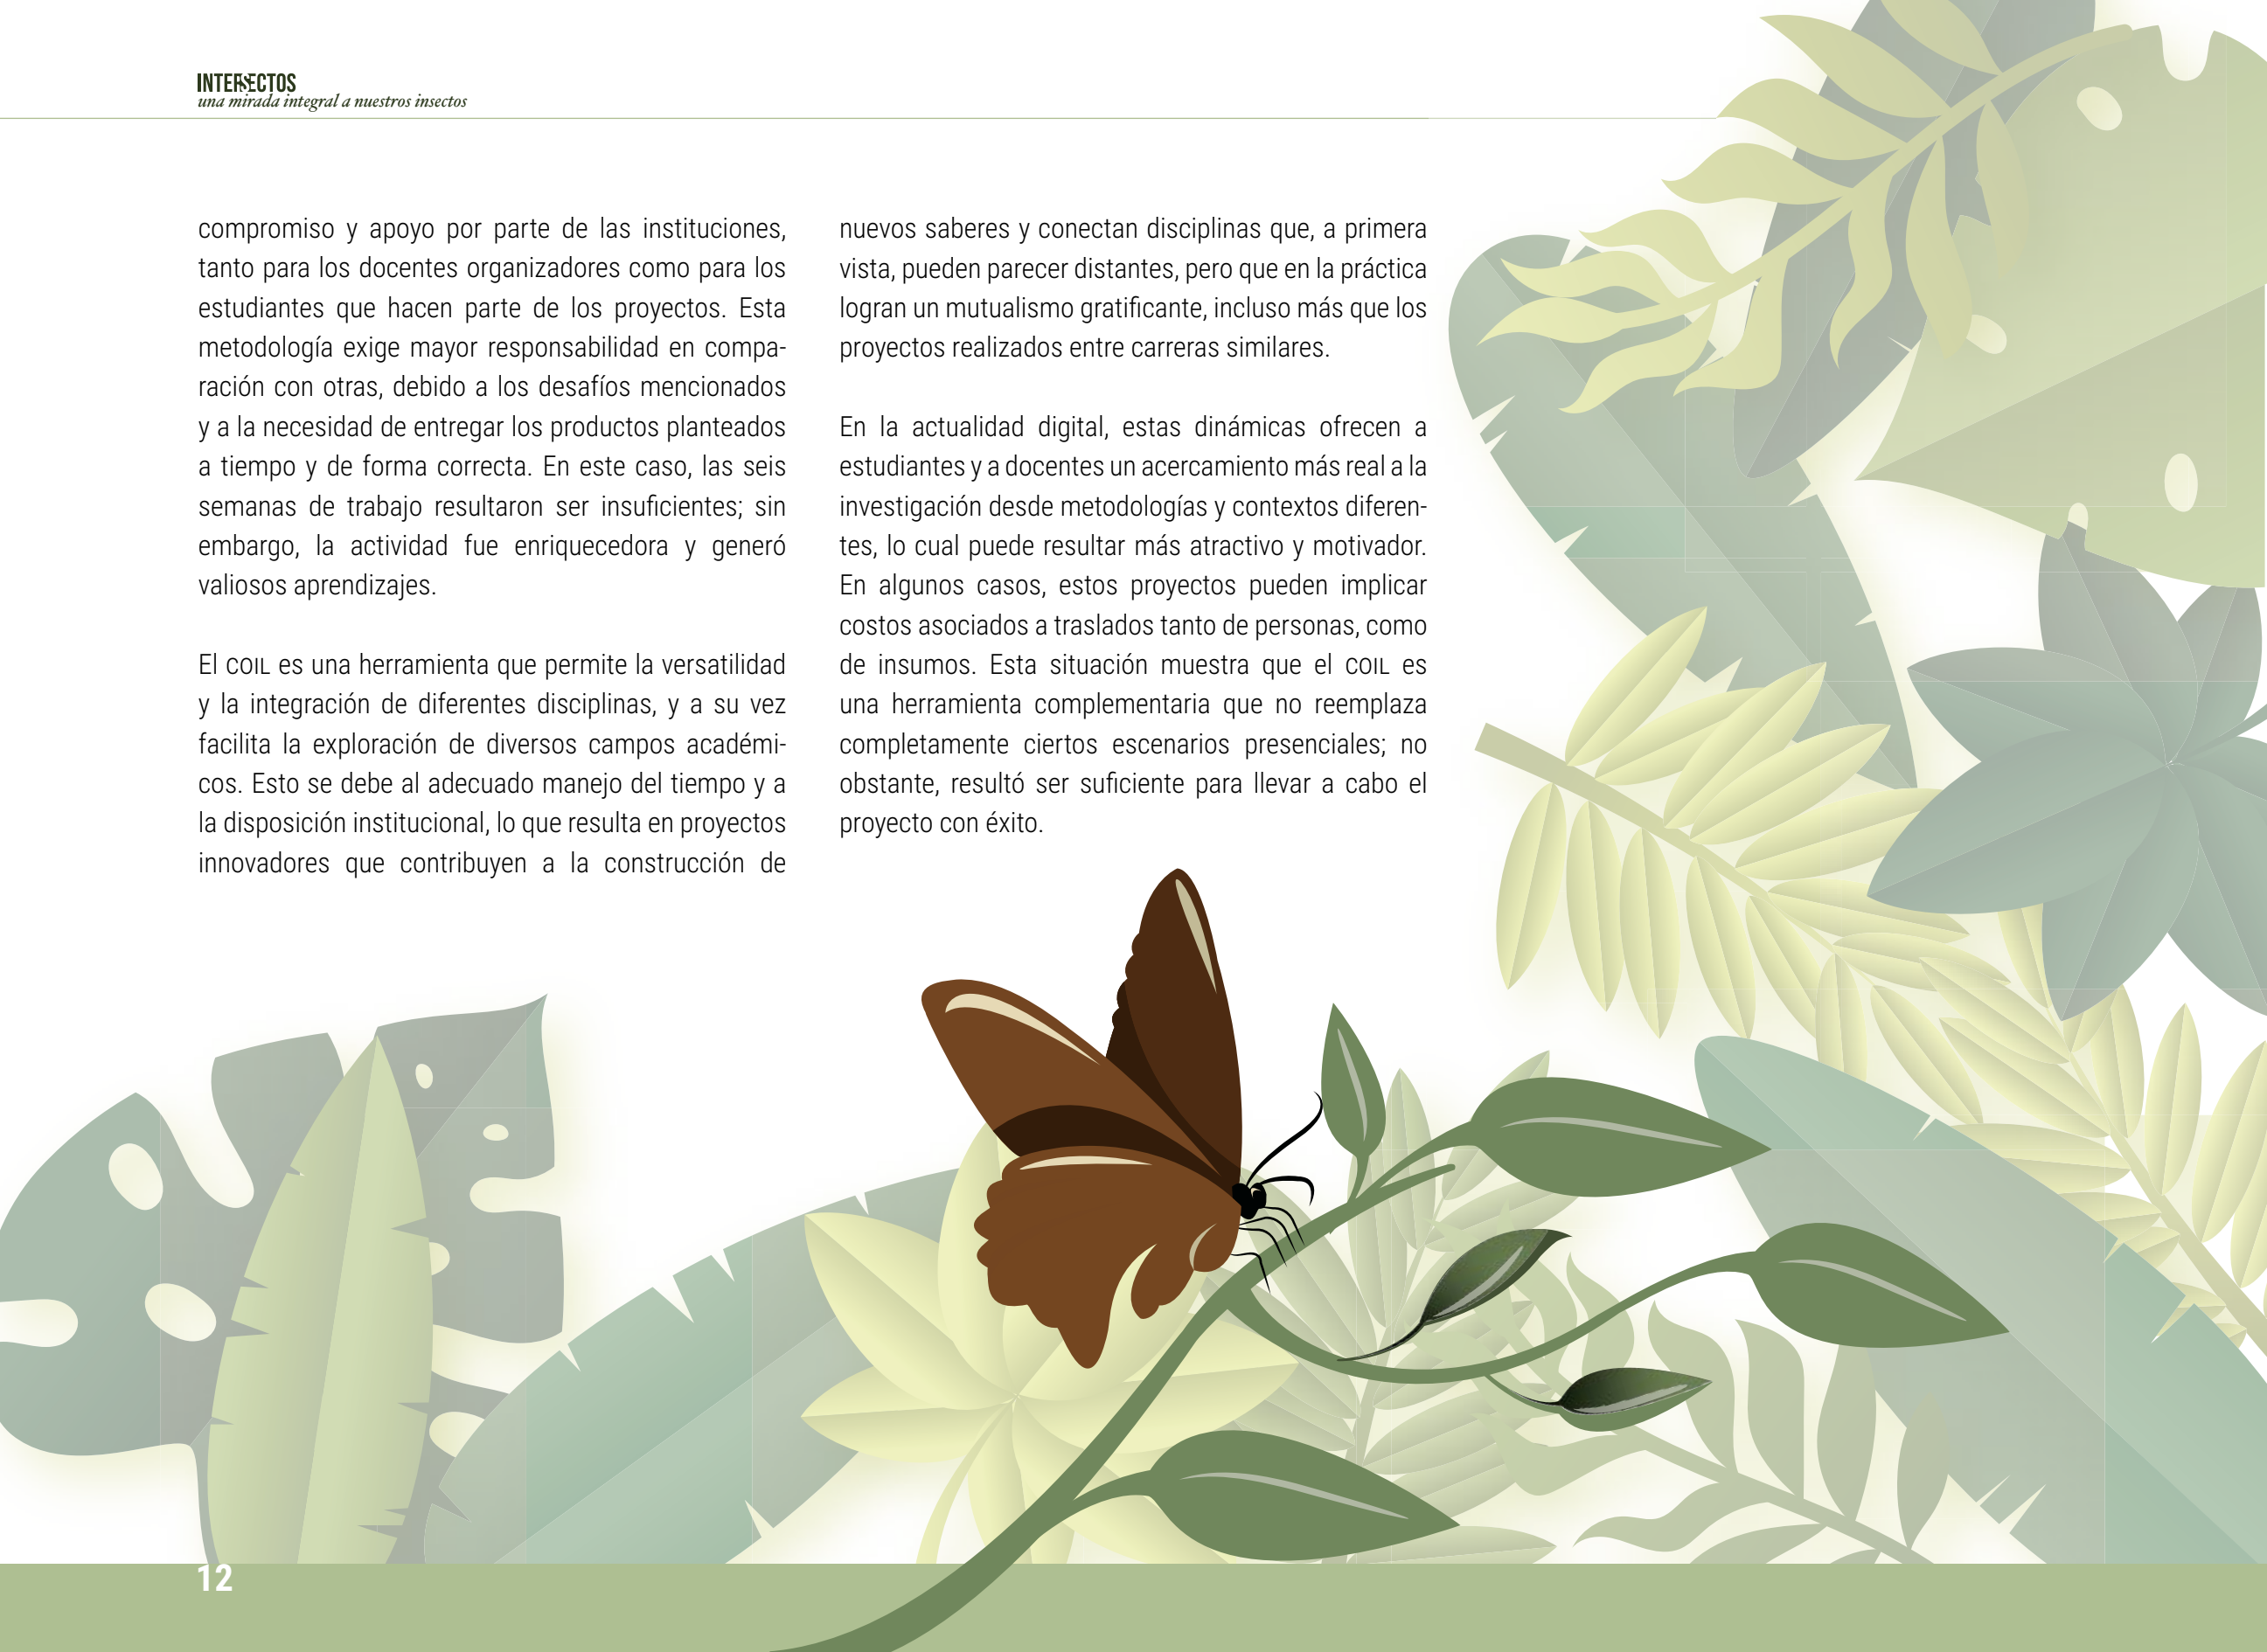 INTERSECTOS
una mirada integral a nuestros insectos
compromiso y apoyo por parte de las instituciones,
tanto para los docentes organizadores como para los
estudiantes que hacen parte de los proyectos. Esta
metodología exige mayor responsabilidad en compa-
ración con otras, debido a los desafíos mencionados
y a la necesidad de entregar los productos planteados
a tiempo y de forma correcta. En este caso, las seis
semanas de trabajo resultaron ser insuficientes; sin
embargo, la actividad fue enriquecedora y generó
valiosos aprendizajes.
El COIL es una herramienta que permite la versatilidad
y la integración de diferentes disciplinas, y a su vez
facilita la exploración de diversos campos académi-
cos. Esto se debe al adecuado manejo del tiempo y a
la disposición institucional, lo que resulta en proyectos
innovadores que contribuyen a la construcción de
nuevos saberes y conectan disciplinas que, a primera
vista, pueden parecer distantes, pero que en la práctica
logran un mutualismo gratificante, incluso más que los
proyectos realizados entre carreras similares.
En la actualidad digital, estas dinámicas ofrecen a
estudiantes y a docentes un acercamiento más real a la
investigación desde metodologías y contextos diferen-
tes, lo cual puede resultar más atractivo y motivador.
En algunos casos, estos proyectos pueden implicar
costos asociados a traslados tanto de personas, como
de insumos. Esta situación muestra que el COIL es
una herramienta complementaria que no reemplaza
completamente ciertos escenarios presenciales; no
obstante, resultó ser suficiente para llevar a cabo el
proyecto con éxito.
12